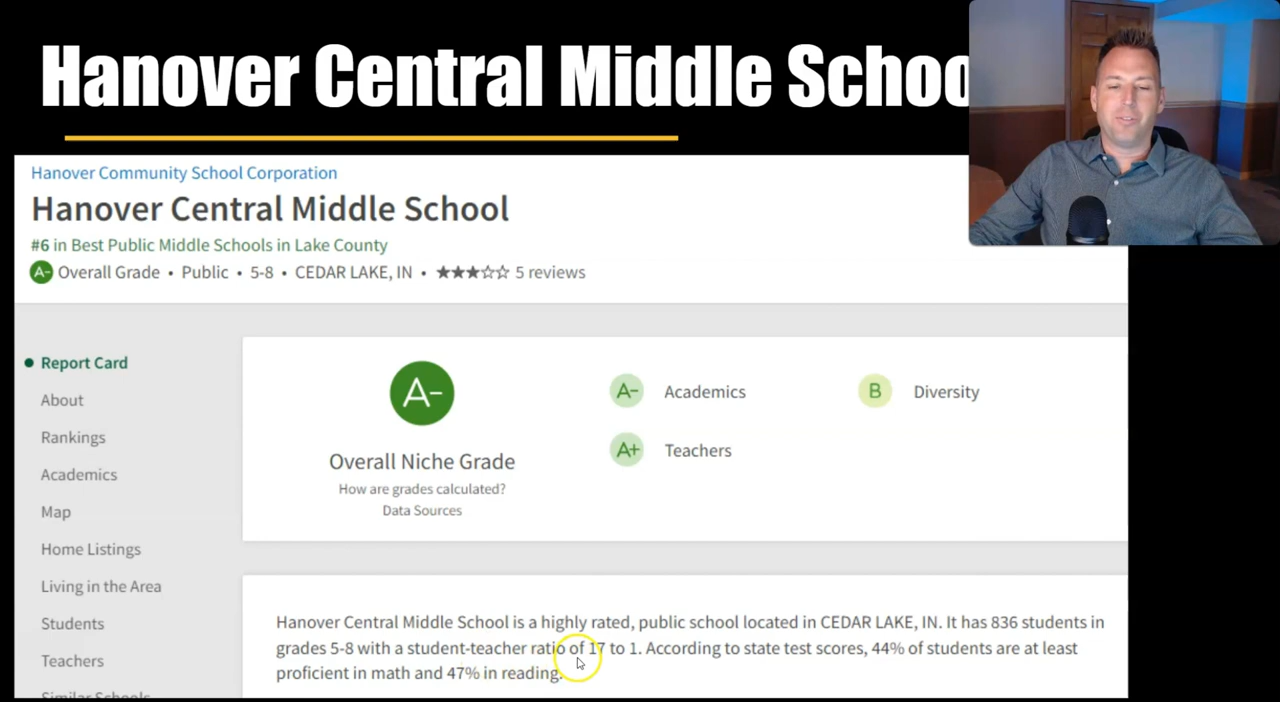 Hanover Central Middle Schoo
Hanover Community School Corporation
Hanover Central Middle School
#6 in Best Public Middle Schools in Lake County
A- Overall Grade • Public • 5-8 • CEDAR LAKE, IN • ★★★☆☆ 5 reviews
Report Card
About
Rankings
Academics
Map
Home Listings
Living in the Area
Students
Teachers
Similar Schools
A-
Overall Niche Grade
How are grades calculated?
Data Sources
A- Academics
A+ Teachers
B Diversity
Hanover Central Middle School is a highly rated, public school located in CEDAR LAKE, IN. It has 836 students in
grades 5-8 with a student-teacher ratio of 17 to 1. According to state test scores, 44% of students are at least
proficient in math and 47% in reading.